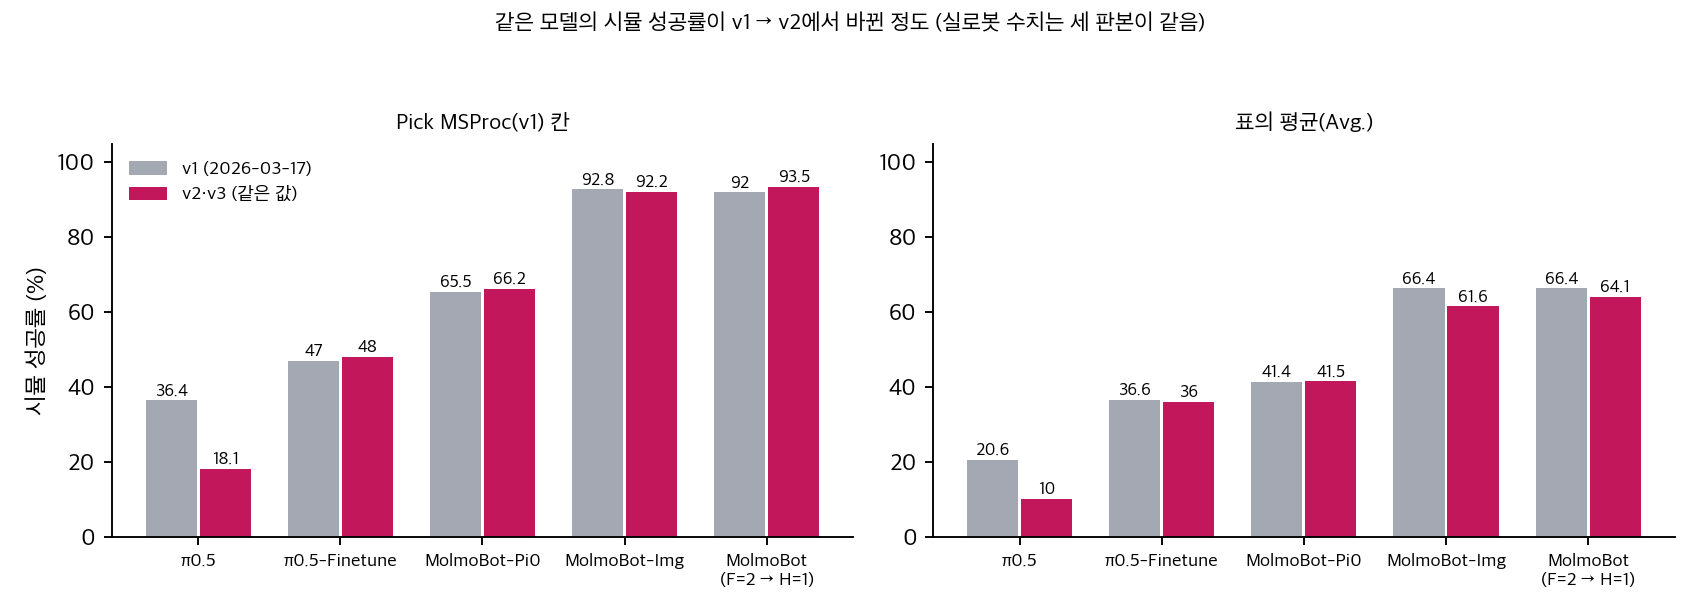 같은 모델의 시뮬 성공률이 v1 → v2에서 바뀐 정도 (실로봇 수치는 세 판본이 같음)
Pick MSProc(v1) 칸
시뮬 성공률 (%)
100
80
60
40
20
0
v1 (2026-03-17)
v2·v3 (같은 값)
36.4
18.1
47
48
65.5
66.2
92.8
92.2
92
93.5
π0.5
π0.5-Finetune
MolmoBot-Pi0
MolmoBot-Img
MolmoBot
(F=2 → H=1)
표의 평균(Avg.)
100
80
60
40
20
0
20.6
10
36.6
36
41.4
41.5
66.4
61.6
66.4
64.1
π0.5
π0.5-Finetune
MolmoBot-Pi0
MolmoBot-Img
MolmoBot
(F=2 → H=1)